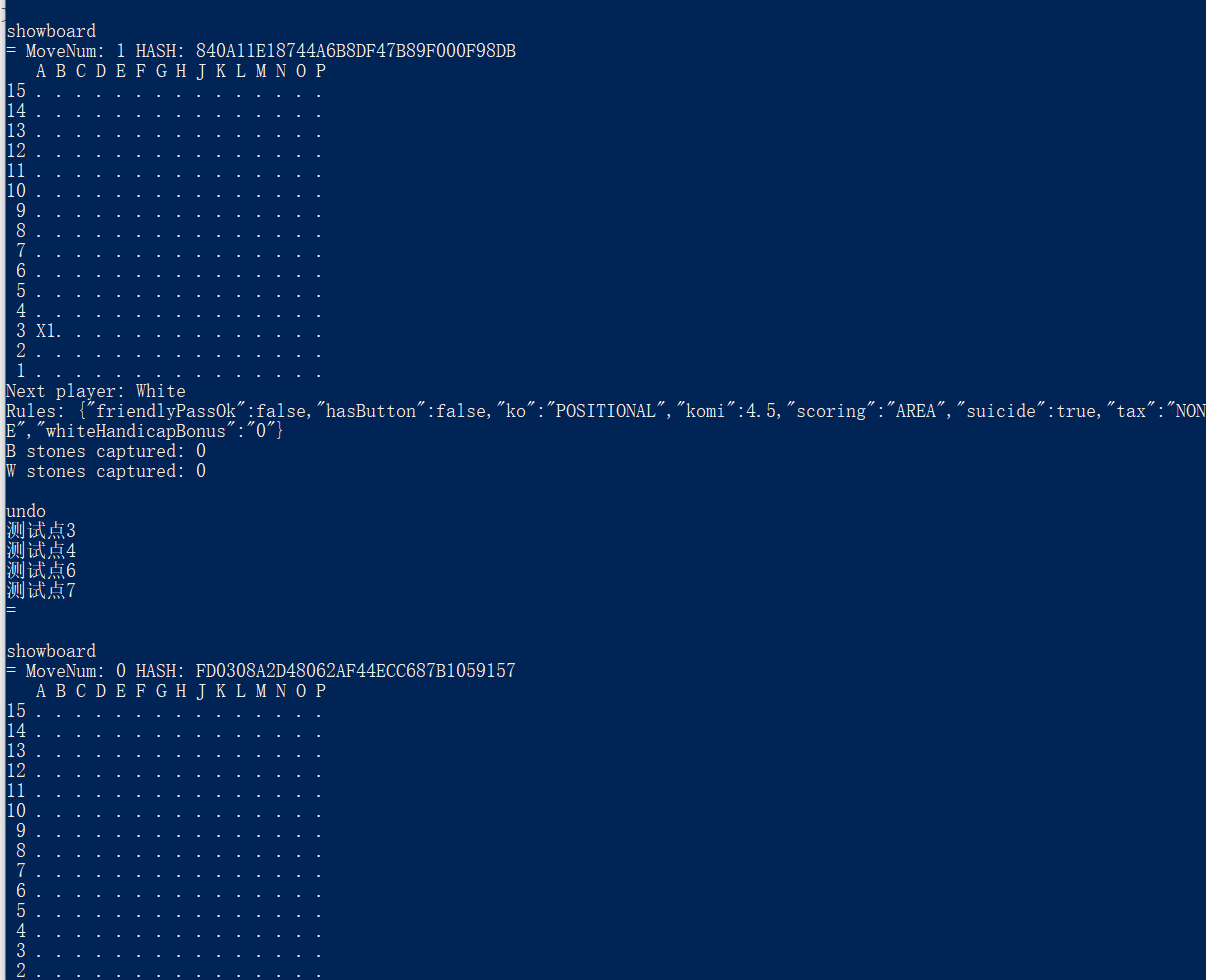 showboard
= MoveNum: 1 HASH: 840A11E18744A6B8DF47B89F000F98DB
   A B C D E F G H J K L M N O P
15 . . . . . . . . . . . . . . .
14 . . . . . . . . . . . . . . .
13 . . . . . . . . . . . . . . .
12 . . . . . . . . . . . . . . .
11 . . . . . . . . . . . . . . .
10 . . . . . . . . . . . . . . .
 9 . . . . . . . . . . . . . . .
 8 . . . . . . . . . . . . . . .
 7 . . . . . . . . . . . . . . .
 6 . . . . . . . . . . . . . . .
 5 . . . . . . . . . . . . . . .
 4 . . . . . . . . . . . . . . .
 3 X1. . . . . . . . . . . . . .
 2 . . . . . . . . . . . . . . .
 1 . . . . . . . . . . . . . . .
Next player: White
Rules: {"friendlyPassOk":false,"hasButton":false,"ko":"POSITIONAL","komi":4.5,"scoring":"AREA","suicide":true,"tax":"NON
E","whiteHandicapBonus":"0"}
B stones captured: 0
W stones captured: 0
undo
测试点3
测试点4
测试点6
测试点7
=
showboard
= MoveNum: 0 HASH: FD0308A2D48062AF44ECC687B1059157
   A B C D E F G H J K L M N O P
15 . . . . . . . . . . . . . . .
14 . . . . . . . . . . . . . . .
13 . . . . . . . . . . . . . . .
12 . . . . . . . . . . . . . . .
11 . . . . . . . . . . . . . . .
10 . . . . . . . . . . . . . . .
 9 . . . . . . . . . . . . . . .
 8 . . . . . . . . . . . . . . .
 7 . . . . . . . . . . . . . . .
 6 . . . . . . . . . . . . . . .
 5 . . . . . . . . . . . . . . .
 4 . . . . . . . . . . . . . . .
 3 . . . . . . . . . . . . . . .
 2 . . . . . . . . . . . . . . .